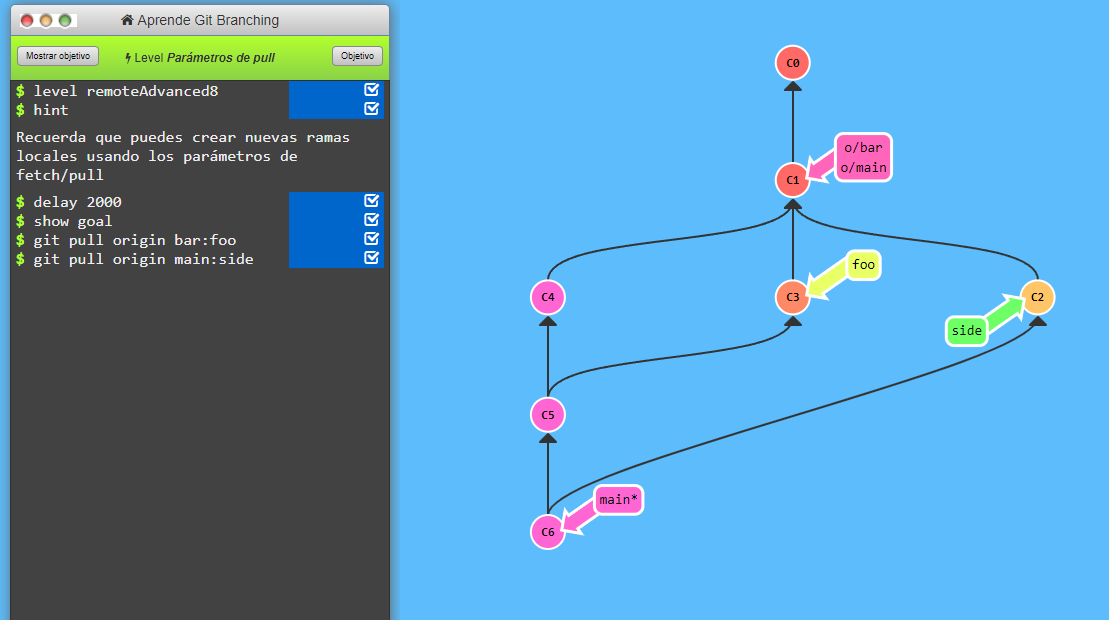 Aprende Git Branching
Mostrar objetivo
Level Parámetros de pull
Objetivo
$ level remoteAdvanced8
$ hint
Recuerda que puedes crear nuevas ramas
locales usando los parámetros de
fetch/pull
$ delay 2000
$ show goal
$ git pull origin bar:foo
$ git pull origin main:side
C0
o/bar
o/main
C1
foo
C4
C3
C2
side
C5
main*
C6